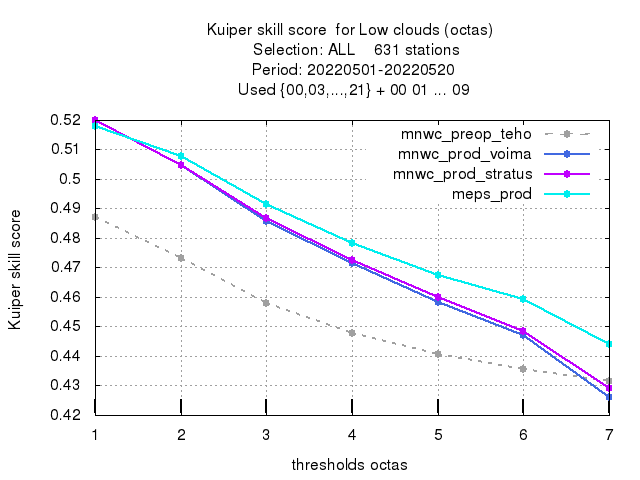 Kuiper skill score  for Low clouds (octas)
Selection: ALL    631 stations
Period: 20220501-20220520
Used {00,03,...,21} + 00 01 ... 09
mnwc_preop_teho
mnwc_prod_voima
mnwc_prod_stratus
meps_prod
0.52
0.51
0.5
0.49
0.48
0.47
0.46
0.45
0.44
0.43
0.42
Kuiper skill score
1 2 3 4 5 6 7
thresholds octas